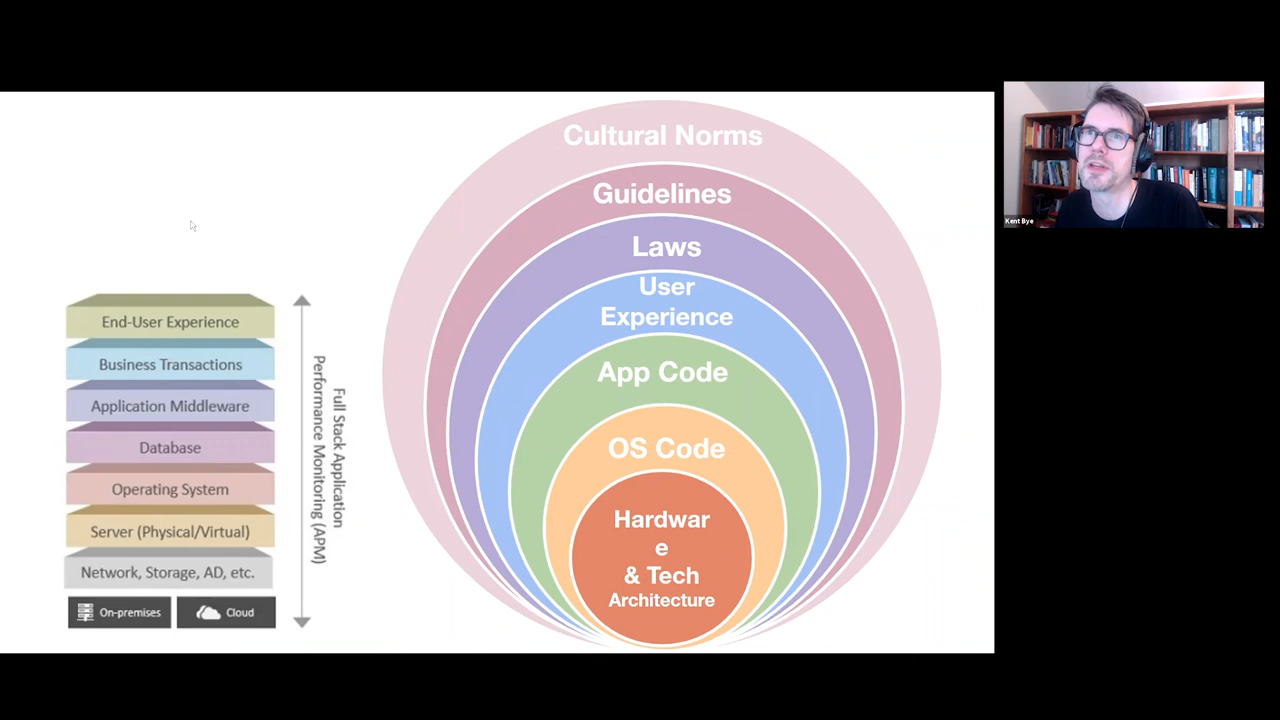 Cultural Norms
Guidelines
Laws
User
Experience
App Code
OS Code
Hardwar
e
& Tech
Architecture
End-User Experience
Business Transactions
Application Middleware
Database
Operating System
Server (Physical/Virtual)
Network, Storage, AD, etc.
On-premises
Cloud
Full Stack Application
Performance Monitoring (APM)
Kent Bye